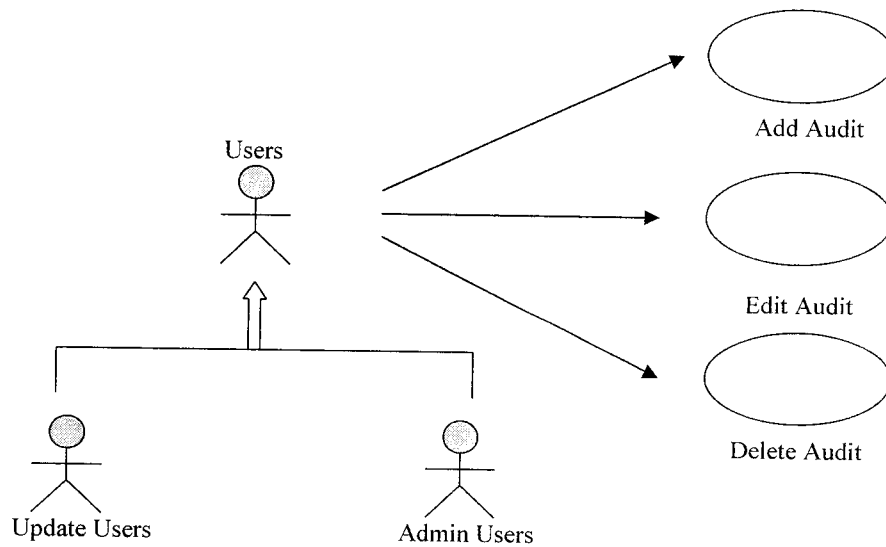 Add Audit
Users
Edit Audit
Delete Audit
Update Users
Admin Users